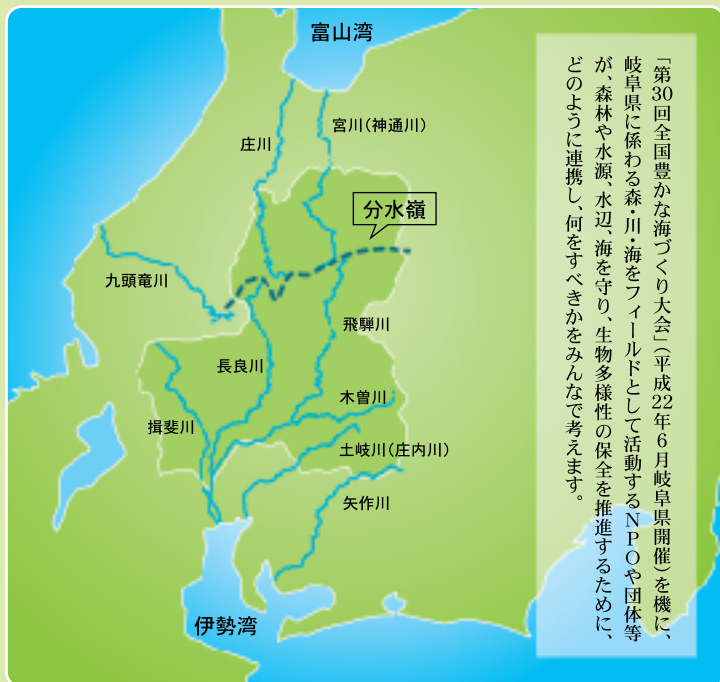 富山湾
宮川（神通川）
庄川
分水嶺
九頭竜川
飛騨川
長良川
木曽川
揖斐川
土岐川（庄内川）
矢作川
伊勢湾
「第30回全国豊かな海づくり大会」（平成22年6月岐阜県開催）を機に、
岐阜県に係わる森・川・海をフィールドとして活動するNPOや団体等
が、森林や水源、水辺、海を守り、生物多様性の保全を推進するために、
どのように連携し、何をすべきかをみんなで考えます。